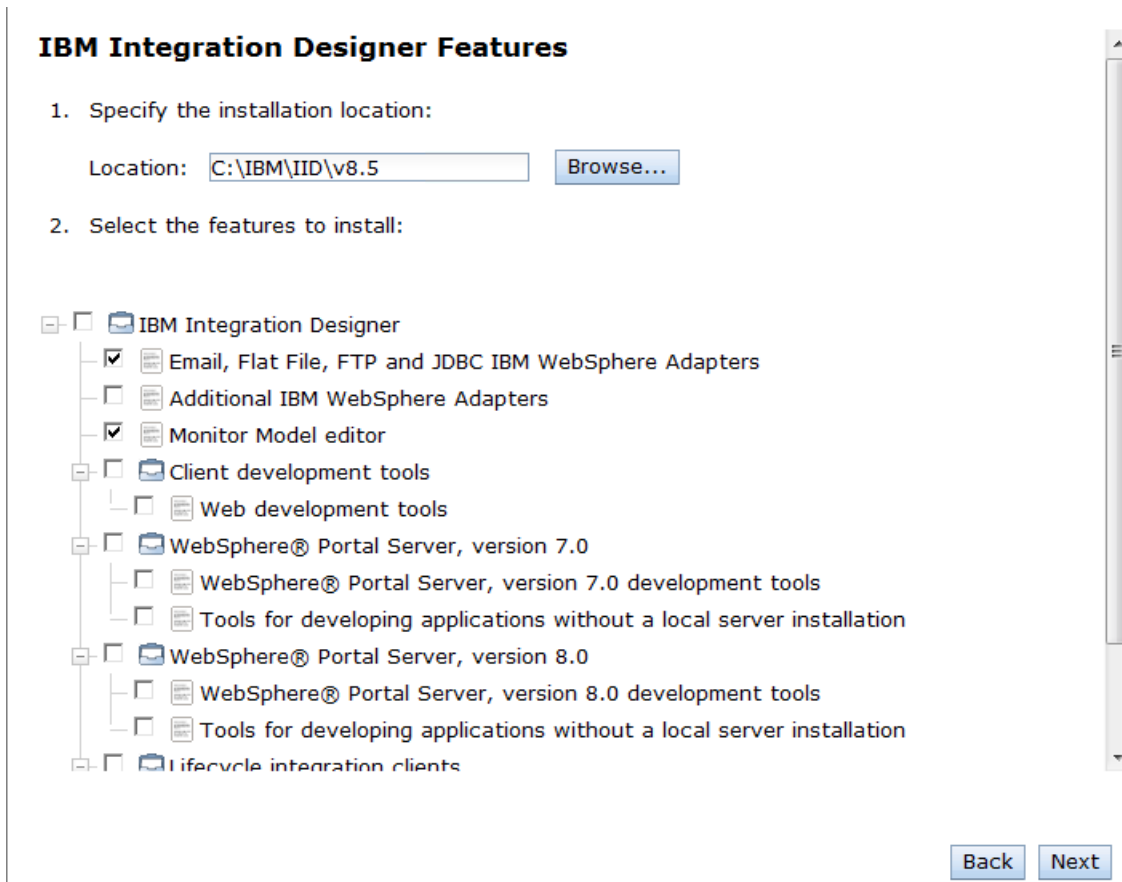 IBM Integration Designer Features
1. Specify the installation location:
Location: C:\IBM\IID\v8.5 Browse...
2. Select the features to install:
IBM Integration Designer
Email, Flat File, FTP and JDBC IBM WebSphere Adapters
Additional IBM WebSphere Adapters
Monitor Model editor
Client development tools
Web development tools
WebSphere® Portal Server, version 7.0
WebSphere® Portal Server, version 7.0 development tools
Tools for developing applications without a local server installation
WebSphere® Portal Server, version 8.0
WebSphere® Portal Server, version 8.0 development tools
Tools for developing applications without a local server installation
Lifecycle integration clients
Back Next